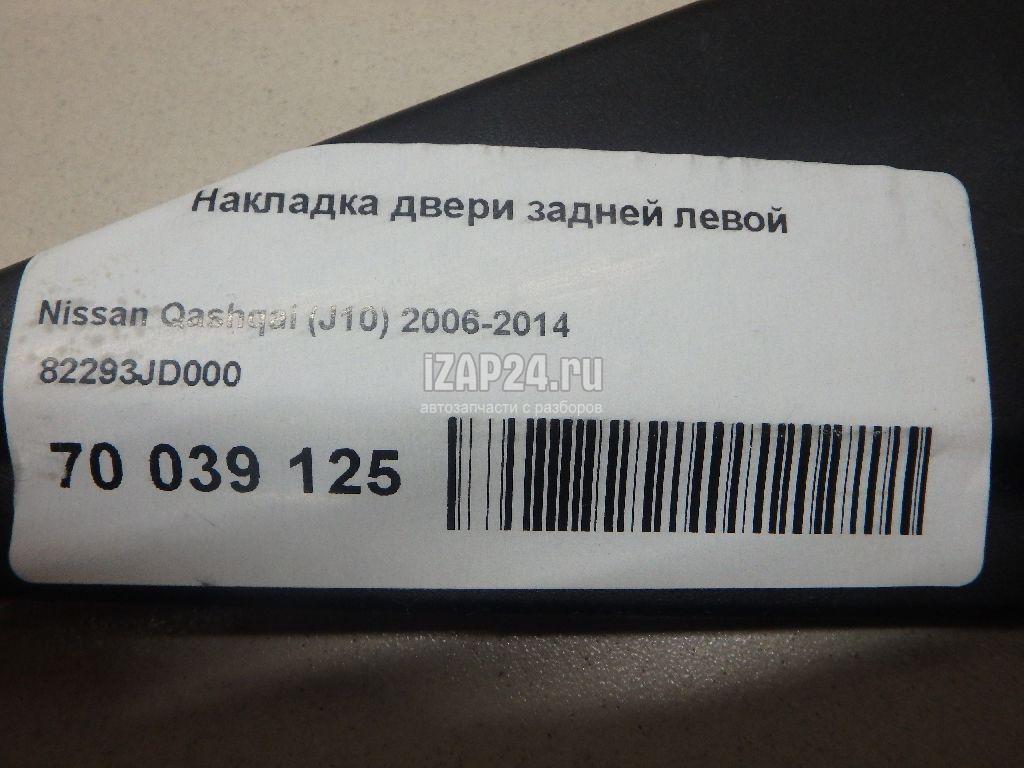 Накладка двери задней левой
Nissan Qashqai (J10) 2006-2014
82293JD000
iZAP24.ru
автозапчасти с разборов
70 039 125